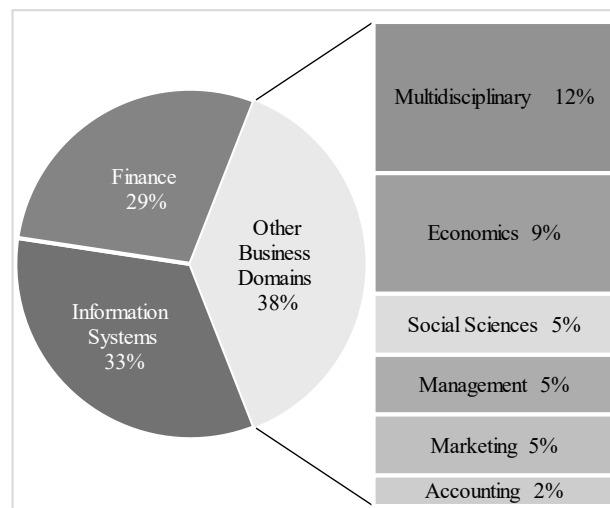 Finance
29%
Other
Business
Domains
38%
Information
Systems
33%
Multidisciplinary 12%
Economics 9%
Social Sciences 5%
Management 5%
Marketing 5%
Accounting 2%